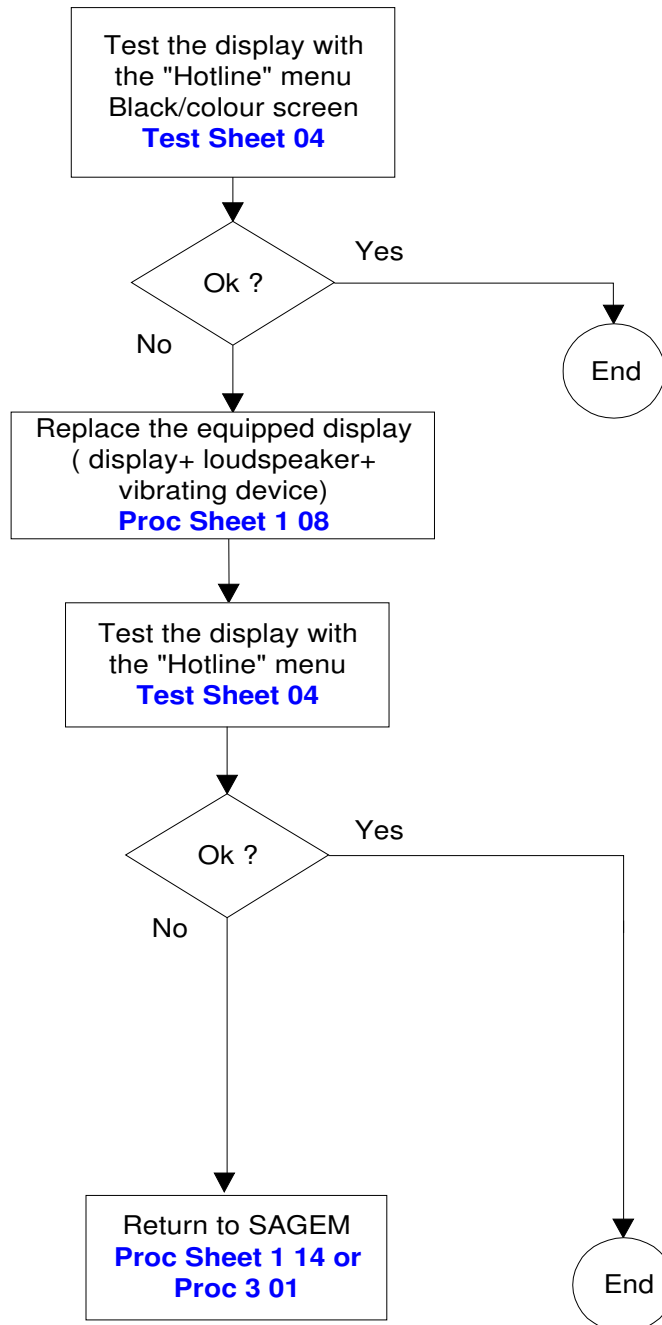 Test the display with
the "Hotline" menu
Black/colour screen
Test Sheet 04
Yes
Ok ?
No
End
Replace the equipped display
( display+ loudspeaker+
vibrating device)
Proc Sheet 1 08
Test the display with
the "Hotline" menu
Test Sheet 04
Yes
Ok ?
No
Return to SAGEM
Proc Sheet 1 14 or
Proc 3 01
End